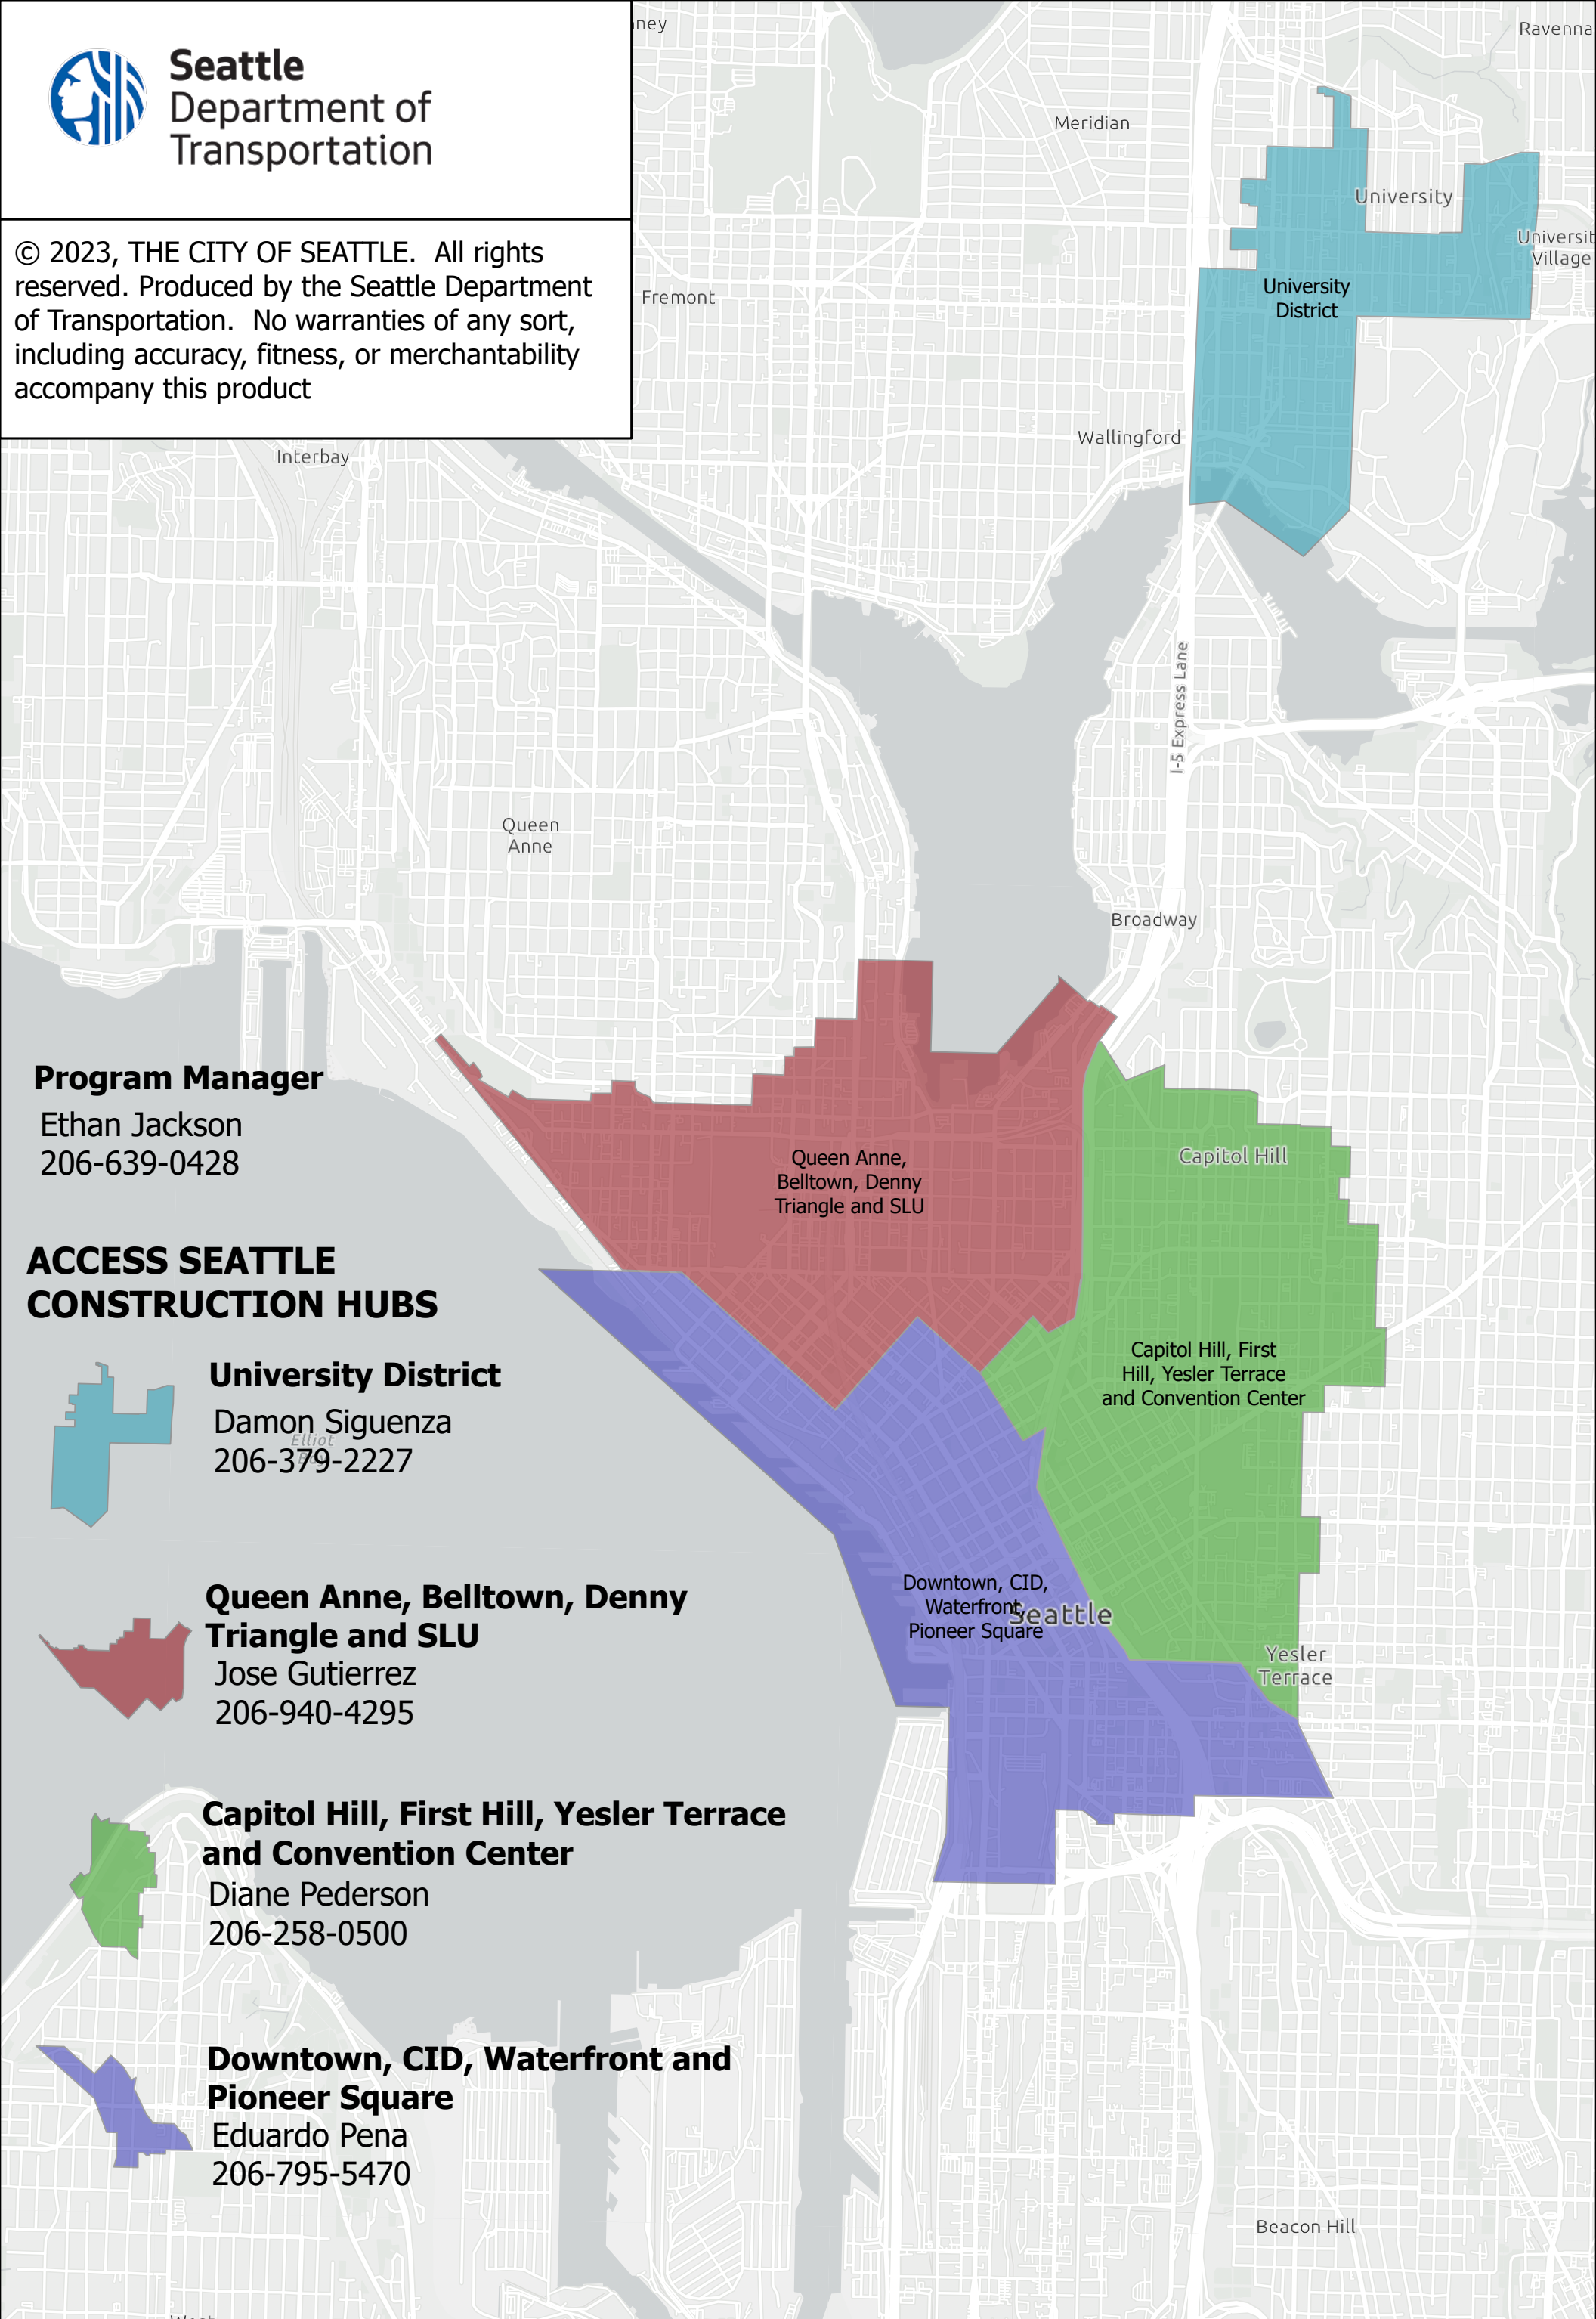 Seattle
Department of
Transportation
© 2023, THE CITY OF SEATTLE.  All rights
reserved. Produced by the Seattle Department
of Transportation.  No warranties of any sort,
including accuracy, fitness, or merchantability
accompany this product
Ravenna
Meridian
University
Village
University
District
Fremont
Wallingford
Interbay
I-5 Express Lane
Queen
Anne
Broadway
Program Manager
Ethan Jackson
206-639-0428
Queen Anne,
Belltown, Denny
Triangle and SLU
Capitol Hill
ACCESS SEATTLE
CONSTRUCTION HUBS
Capitol Hill, First
Hill, Yesler Terrace
and Convention Center
University District
Damon Siguenza
Elliot
206-379-2227
Downtown, CID,
Waterfront,
Pioneer Square
Seattle
Yesler
Terrace
Queen Anne, Belltown, Denny
Triangle and SLU
Jose Gutierrez
206-940-4295
Capitol Hill, First Hill, Yesler Terrace
and Convention Center
Diane Pederson
206-258-0500
Downtown, CID, Waterfront and
Pioneer Square
Eduardo Pena
206-795-5470
Beacon Hill